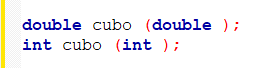 double cubo (double );
int cubo (int );